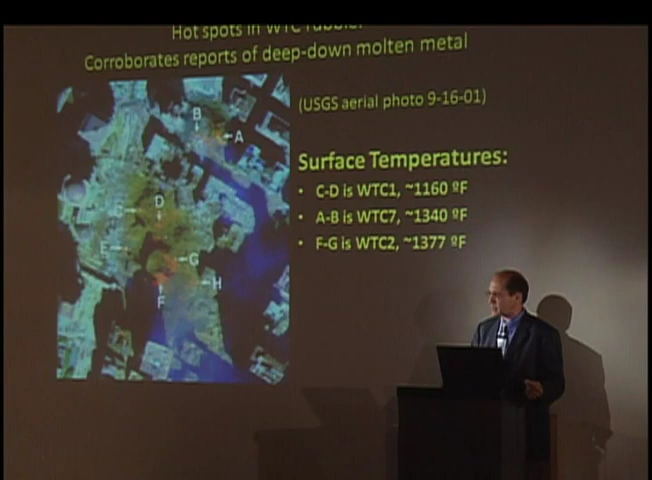 Hot spots in WTC rubble:
Corroborates reports of deep-down molten metal
(USGS aerial photo 9-16-01)
Surface Temperatures:
• C-D is WTC1, ~1160 ºF
• A-B is WTC7, ~1340 ºF
• F-G is WTC2, ~1377 ºF
B
A
D
C
E
G
H
F